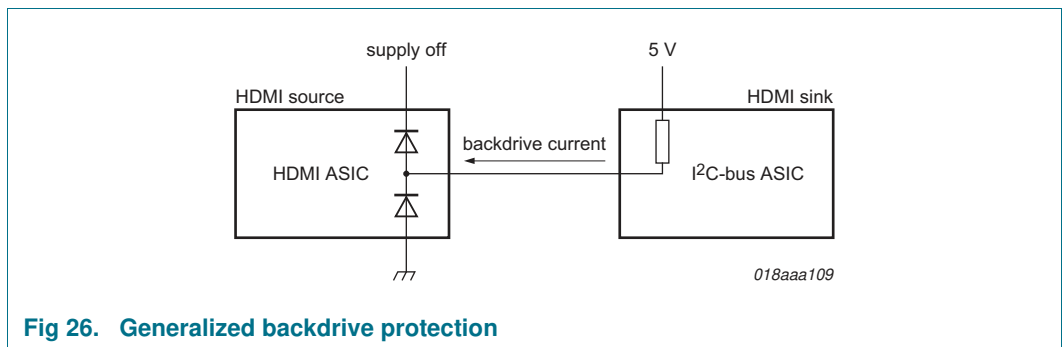 supply off
5 V
HDMI source
HDMI sink
backdrive current
HDMI ASIC
I²C-bus ASIC
018aaa109
Fig 26. Generalized backdrive protection